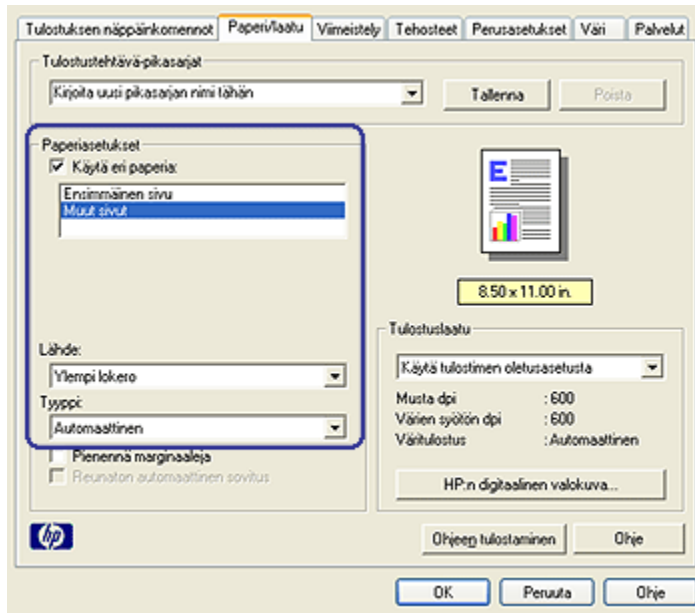 Tulostuksen näppäinkomennot Paperi/laatu Viimeistely Tehosteet Perusasetukset Väri Palvelut
Tulostustehtävä-pikasarjat
Kirjoita uusi pikasarjan nimi tähän
Tallenna
Poista
Paperiasetukset
Käytä eri paperia:
Ensimmäinen sivu
Muut sivut
E
8.50 x 11.00 in.
Lähde:
Ylempi lokero
Tyyppi:
Automaattinen
Pienennä marginaaleja
Reunaton automaattinen sovitus
Tulostuslaatu
Käytä tulostimen oletusasetusta
Musta dpi : 600
Värien syötön dpi : 600
Väritulostus : Automaattinen
HP:n digitaalinen valokuva...
hp
Ohjeen tulostaminen
Ohje
OK
Peruuta
Ohje